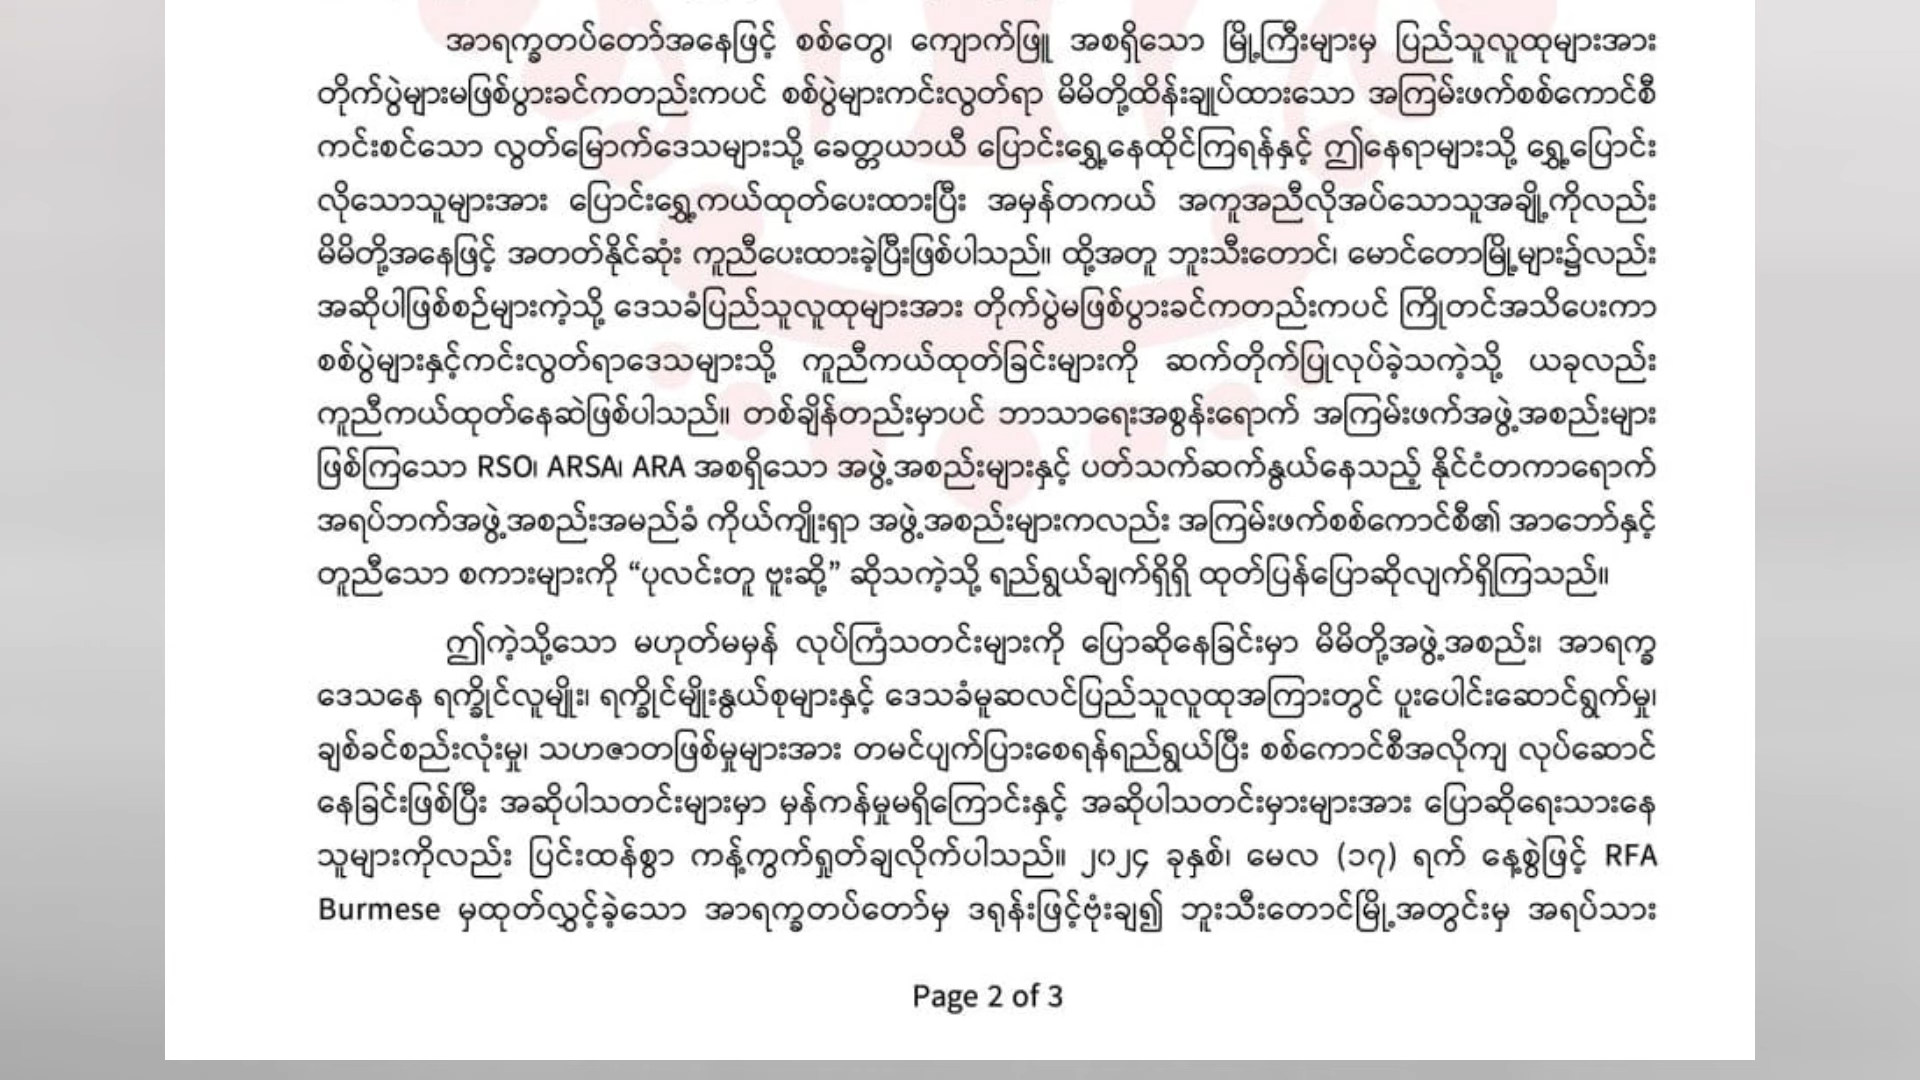 အာရက္ခတပ်တော်အနေဖြင့် စစ်တွေ၊ ကျောက်ဖြူ အစရှိသော မြို့ကြီးများမှ ပြည်သူလူထုများအား
တိုက်ပွဲများမဖြစ်ပွားခင်ကတည်းကပင် စစ်ပွဲများကင်းလွတ်ရာ မိမိတို့ထိန်းချုပ်ထားသော အကြမ်းဖက်စစ်ကောင်စီ
ကင်းစင်သော လွတ်မြောက်ဒေသများသို့ ခေတ္တယာယီ ပြောင်းရွှေ့နေထိုင်ကြရန်နှင့် ဤနေရာများသို့ ရွှေ့ပြောင်း
လိုသောသူများအား ပြောင်းရွှေ့ကယ်ထုတ်ပေးထားပြီး အမှန်တကယ် အကူအညီလိုအပ်သောသူအချို့ကိုလည်း
မိမိတို့အနေဖြင့် အတတ်နိုင်ဆုံး ကူညီပေးထားခဲ့ပြီးဖြစ်ပါသည်။ ထို့အတူ ဘူးသီးတောင်၊ မောင်တောမြို့များ၌လည်း
အဆိုပါဖြစ်စဉ်များကဲ့သို့ ဒေသခံပြည်သူလူထုများအား တိုက်ပွဲမဖြစ်ပွားခင်ကတည်းကပင် ကြိုတင်အသိပေးကာ
စစ်ပွဲများနှင့်ကင်းလွတ်ရာဒေသများသို့ ကူညီကယ်ထုတ်ခြင်းများကို ဆက်တိုက်ပြုလုပ်ခဲ့သကဲ့သို့ ယခုလည်း
ကူညီကယ်ထုတ်နေဆဲဖြစ်ပါသည်။ တစ်ချိန်တည်းမှာပင် ဘာသာရေးအစွန်းရောက် အကြမ်းဖက်အဖွဲ့အစည်းများ
ဖြစ်ကြသော RSO၊ ARSA၊ ARA အစရှိသော အဖွဲ့အစည်းများနှင့် ပတ်သက်ဆက်နွယ်နေသည့် နိုင်ငံတကာရောက်
အရပ်ဘက်အဖွဲ့အစည်းအမည်ခံ ကိုယ်ကျိုးရှာ အဖွဲ့အစည်းများကလည်း အကြမ်းဖက်စစ်ကောင်စီ၏ အာဘော်နှင့်
တူညီသော စကားများကို “ပုလင်းတူ ဗူးဆို့” ဆိုသကဲ့သို့ ရည်ရွယ်ချက်ရှိရှိ ထုတ်ပြန်ပြောဆိုလျက်ရှိကြသည်။
ဤကဲ့သို့သော မဟုတ်မမှန် လုပ်ကြံသတင်းများကို ပြောဆိုနေခြင်းမှာ မိမိတို့အဖွဲ့အစည်း၊ အာရက္ခ
ဒေသနေ ရက္ခိုင်လူမျိုး၊ ရက္ခိုင်မျိုးနွယ်စုများနှင့် ဒေသခံမူဆလင်ပြည်သူလူထုအကြားတွင် ပူးပေါင်းဆောင်ရွက်မှု၊
ချစ်ခင်စည်းလုံးမှု၊ သဟဇာတဖြစ်မှုများအား တမင်ပျက်ပြားစေရန်ရည်ရွယ်ပြီး စစ်ကောင်စီအလိုကျ လုပ်ဆောင်
နေခြင်းဖြစ်ပြီး အဆိုပါသတင်းများမှာ မှန်ကန်မှုမရှိကြောင်းနှင့် အဆိုပါသတင်းမှားများအား ပြောဆိုရေးသားနေ
သူများကိုလည်း ပြင်းထန်စွာ ကန့်ကွက်ရှုတ်ချလိုက်ပါသည်။ ၂၀၂၄ ခုနှစ်၊ မေလ (၁၇) ရက် နေ့စွဲဖြင့် RFA
Burmese မှထုတ်လွှင့်ခဲ့သော အာရက္ခတပ်တော်မှ ဒရုန်းဖြင့်ဗုံးချ၍ ဘူးသီးတောင်မြို့အတွင်းမှ အရပ်သား
Page 2 of 3